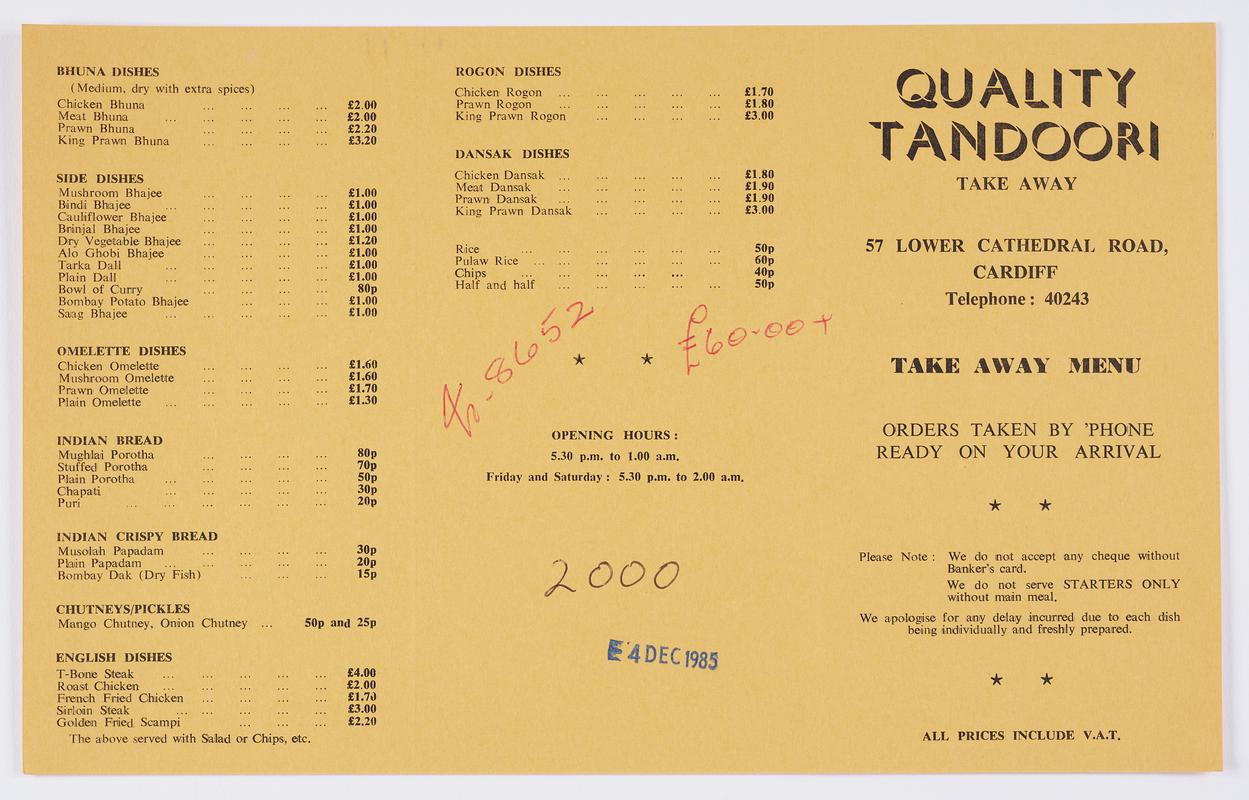 BHUNA DISHES
(Medium, dry with extra spices)
Chicken Bhuna ... ... ... ... £2.00
Meat Bhuna ... ... ... ... £2.00
Prawn Bhuna ... ... ... £2.20
King Prawn Bhuna ... ... ... £3.20
SIDE DISHES
Mushroom Bhajee ... ... ... £1.00
Bindi Bhajee ... ... ... ... £1.00
Cauliflower Bhajee ... ... ... £1.00
Brinjal Bhajee ... ... ... ... £1.00
Dry Vegetable Bhajee ... ... ... ... £1.20
Alo Ghobi Bhajee ... ... ... ... £1.00
Tarka Dall ... ... ... ... £1.00
Plain Dall ... ... ... ... £1.00
Bowl of Curry ... ... ... ... 80p
Bombay Potato Bhajee ... ... ... £1.00
Saag Bhajee ... ... ... ... £1.00
OMELETTE DISHES
Chicken Omelette ... ... ... ... £1.60
Mushroom Omelette ... ... ... ... £1.60
Prawn Omelette ... ... ... ... £1.70
Plain Omelette ... ... ... ... £1.30
INDIAN BREAD
Mughlai Porotha ... ... ... ... 80p
Stuffed Porotha ... ... ... ... 70p
Plain Porotha ... ... ... ... 50p
Chapati ... ... ... ... 30p
Puri ... ... ... ... ... 20p
INDIAN CRISPY BREAD
Musolah Papadam ... ... ... ... 30p
Plain Papadam ... ... ... ... 20p
Bombay Dak (Dry Fish) ... ... ... 15p
CHUTNEYS/PICKLES
Mango Chutney, Onion Chutney ... 50p and 25p
ENGLISH DISHES
T-Bone Steak ... ... ... ... £4.00
Roast Chicken ... ... ... ... £2.00
French Fried Chicken ... ... ... ... £1.70
Sirloin Steak ... ... ... ... £3.00
Golden Fried Scampi ... ... ... £2.20
The above served with Salad or Chips, etc.
ROGON DISHES
Chicken Rogon ... ... ... ... ... £1.70
Prawn Rogon ... ... ... ... ... £1.80
King Prawn Rogon ... ... ... ... £3.00
DANSAK DISHES
Chicken Dansak ... ... ... ... ... £1.80
Meat Dansak ... ... ... ... ... £1.90
Prawn Dansak ... ... ... ... ... £1.90
King Prawn Dansak ... ... ... ... £3.00
Rice ... ... ... ... ... 50p
Pulaw Rice ... ... ... ... ... 60p
Chips ... ... ... ... ... 40p
Half and half ... ... ... ... ... 50p
8652
£60-00+
★ ★
OPENING HOURS :
5.30 p.m. to 1.00 a.m.
Friday and Saturday : 5.30 p.m. to 2.00 a.m.
2000
E 4 DEC 1985
QUALITY
TANDOORI
TAKE AWAY
57 LOWER CATHEDRAL ROAD,
CARDIFF
Telephone : 40243
TAKE AWAY MENU
ORDERS TAKEN BY 'PHONE
READY ON YOUR ARRIVAL
★ ★
Please Note : We do not accept any cheque without
Banker's card.
We do not serve STARTERS ONLY
without main meal.
We apologise for any delay incurred due to each dish
being individually and freshly prepared.
★ ★
ALL PRICES INCLUDE V.A.T.